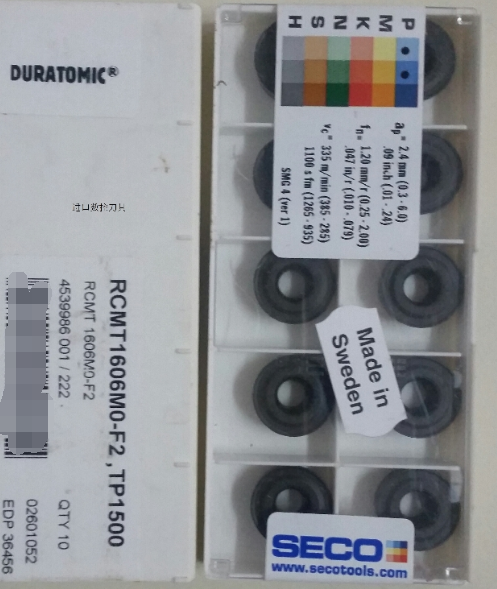 DURATOMIC®
进口数控刀片
RCMT1606M0-F2 , TP1500
RCMT 1606M0-F2
4539986 001 / 222
QTY 10
02601052
EDP 36456
P M K N S H
ap = 2.4 mm (0.3 - 6.0)
.09 inch (.01 - .24)
fn = 1.20 mm/r (0.25 - 2.00)
.047 in/r (.010 - .079)
vc = 335 m/min (385 - 285)
1100 s fm (1265 - 935)
SMG 4 (ver 1)
Made in
Sweden
SECO
www.secotools.com